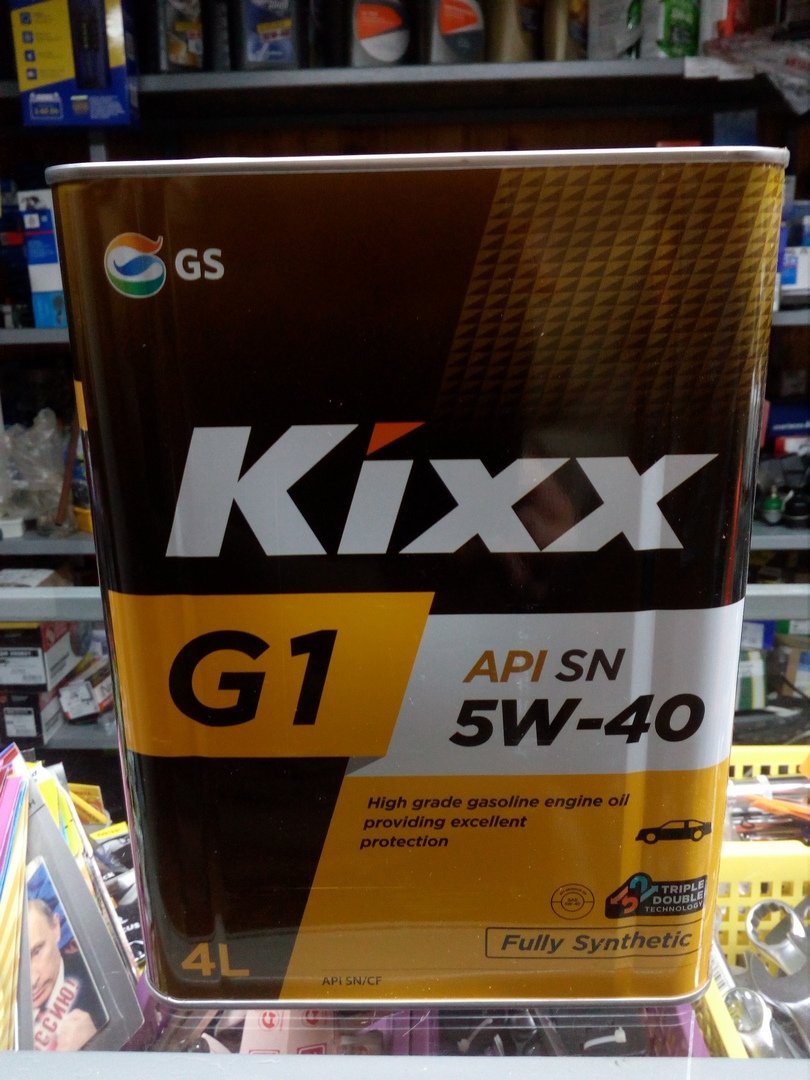 GS
Kixx
G1
API SN
5W-40
High grade gasoline engine oil
providing excellent
protection
TRIPLE
DOUBLE
TECHNOLOGY
Fully Synthetic
4L
API SN/CF